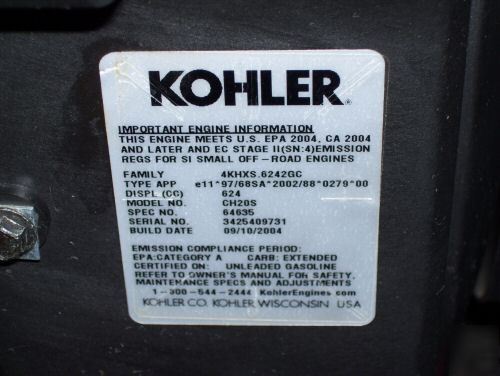 KOHLER®
IMPORTANT ENGINE INFORMATION
THIS ENGINE MEETS U.S. EPA 2004, CA 2004
AND LATER AND EC STAGE II(SN:4)EMISSION
REGS FOR SI SMALL OFF-ROAD ENGINES
FAMILY 4KHXS.6242GC
TYPE APP e11*97/68SA*2002/88*0279*00
DISPL (CC) 624
MODEL NO. CH20S
SPEC NO. 64635
SERIAL NO. 3425409731
BUILD DATE 09/10/2004
EMISSION COMPLIANCE PERIOD:
EPA:CATEGORY A CARB: EXTENDED
CERTIFIED ON: UNLEADED GASOLINE
REFER TO OWNER'S MANUAL FOR SAFETY,
MAINTENANCE SPECS AND ADJUSTMENTS
1-800-544-2444 KohlerEngines.com
KOHLER CO. KOHLER, WISCONSIN USA